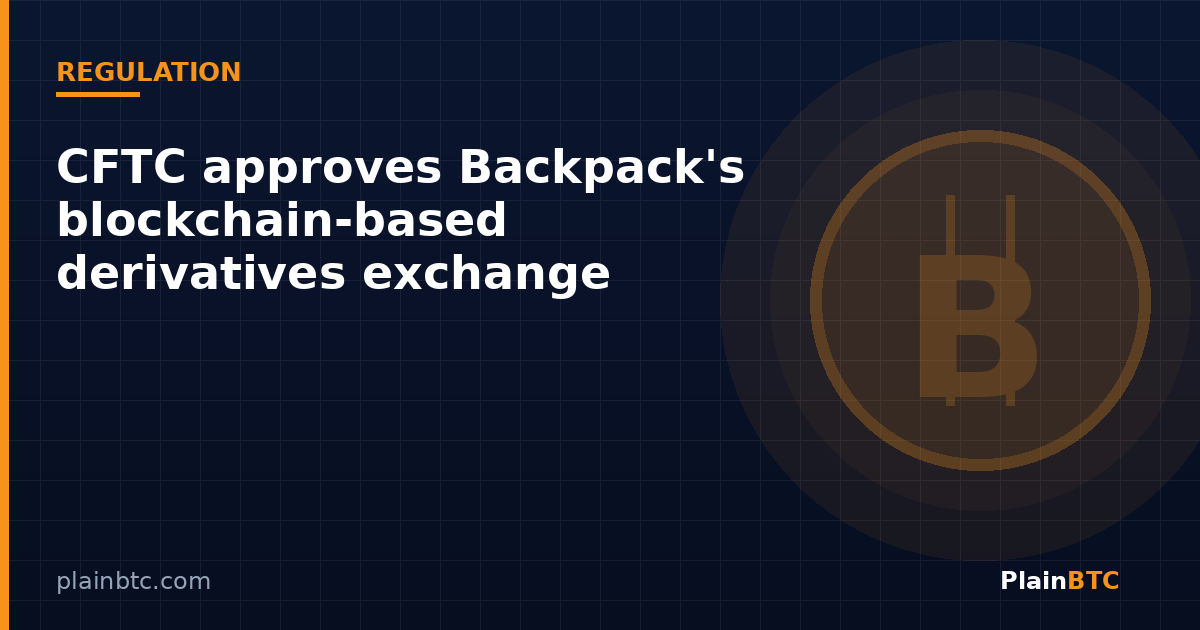 REGULATION
CFTC approves Backpack's
blockchain-based
derivatives exchange
plainbtc.com
PlainBTC